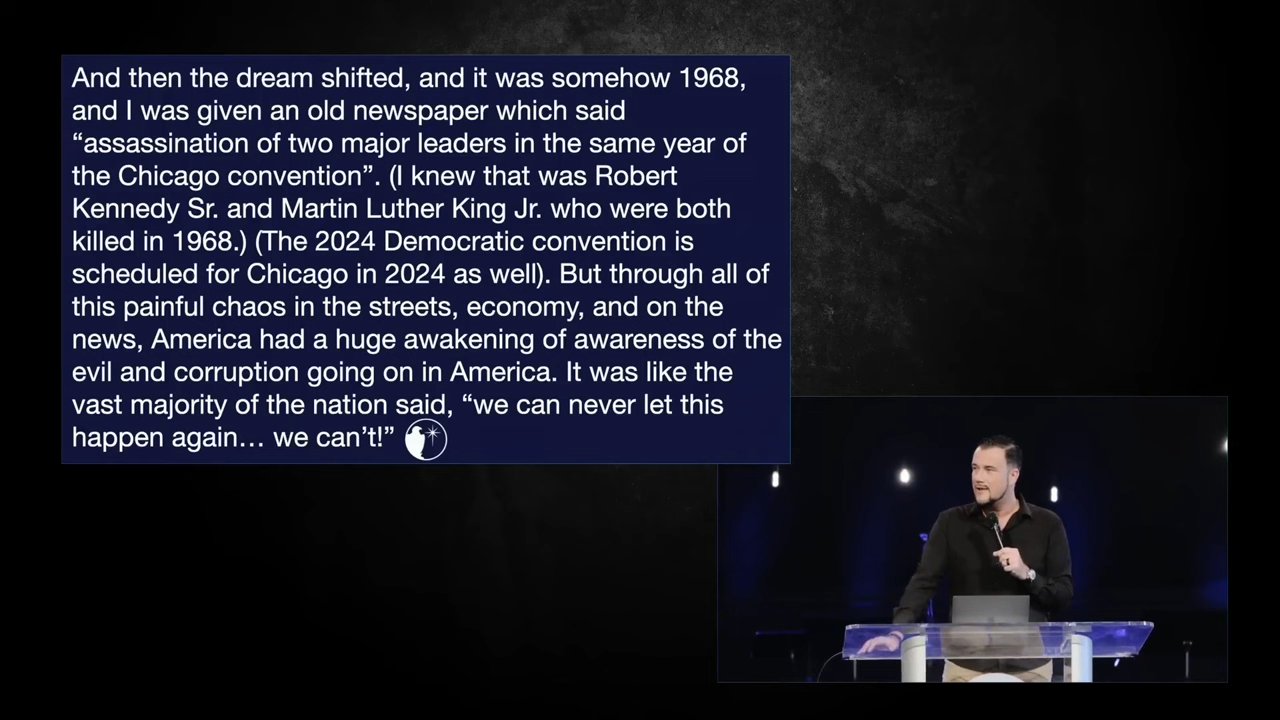 And then the dream shifted, and it was somehow 1968,
and I was given an old newspaper which said
“assassination of two major leaders in the same year of
the Chicago convention”. (I knew that was Robert
Kennedy Sr. and Martin Luther King Jr. who were both
killed in 1968.) (The 2024 Democratic convention is
scheduled for Chicago in 2024 as well). But through all of
this painful chaos in the streets, economy, and on the
news, America had a huge awakening of awareness of the
evil and corruption going on in America. It was like the
vast majority of the nation said, “we can never let this
happen again… we can’t!”